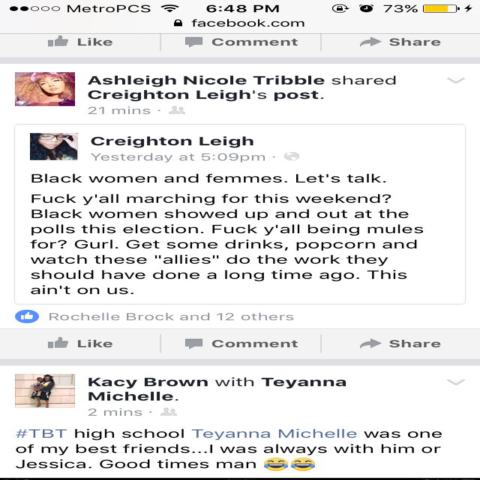 MetroPCS 6:48 PM 73%
facebook.com
Like Comment Share
Ashleigh Nicole Tribble shared
Creighton Leigh's post.
21 mins ·
Creighton Leigh
Yesterday at 5:09pm ·
Black women and femmes. Let's talk.
Fuck y'all marching for this weekend?
Black women showed up and out at the
polls this election. Fuck y'all being mules
for? Gurl. Get some drinks, popcorn and
watch these "allies" do the work they
should have done a long time ago. This
ain't on us.
Rochelle Brock and 12 others
Like Comment Share
Kacy Brown with Teyanna
Michelle.
2 mins ·
#TBT high school Teyanna Michelle was one
of my best friends...I was always with him or
Jessica. Good times man 😂😂